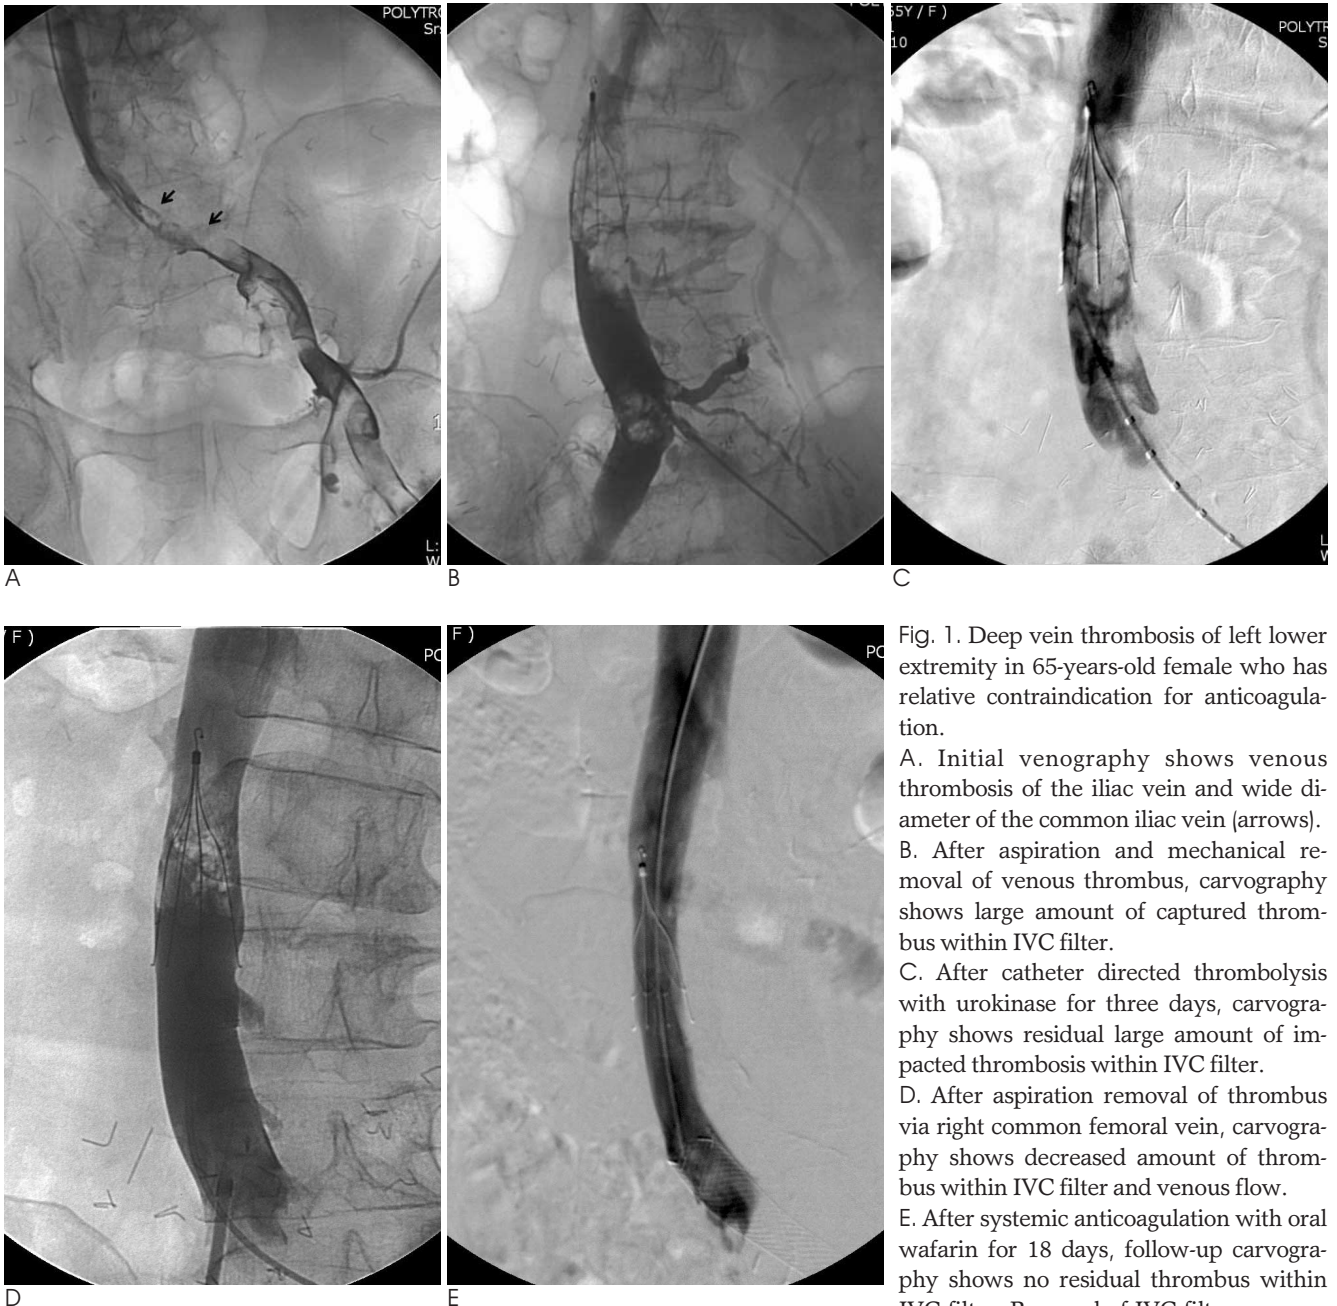 POLYTR
Sr
55Y / F )
10
POLYTR
S
1
L:
W
L
W
A
B
C
/ F )
PC
F )
PC
D
E
Fig. 1. Deep vein thrombosis of left lower
extremity in 65-years-old female who has
relative contraindication for anticoagula-
tion.
A. Initial venography shows venous
thrombosis of the iliac vein and wide di-
ameter of the common iliac vein (arrows).
B. After aspiration and mechanical re-
moval of venous thrombus, carvography
shows large amount of captured throm-
bus within IVC filter.
C. After catheter directed thrombolysis
with urokinase for three days, carvogra-
phy shows residual large amount of im-
pacted thrombosis within IVC filter.
D. After aspiration removal of thrombus
via right common femoral vein, carvogra-
phy shows decreased amount of throm-
bus within IVC filter and venous flow.
E. After systemic anticoagulation with oral
wafarin for 18 days, follow-up carvogra-
phy shows no residual thrombus within